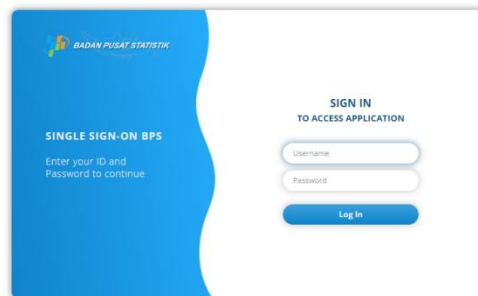 BADAN PUSAT STATISTIK
SINGLE SIGN-ON BPS
Enter your ID and
Password to continue
SIGN IN
TO ACCESS APPLICATION
Username
Password
Log In